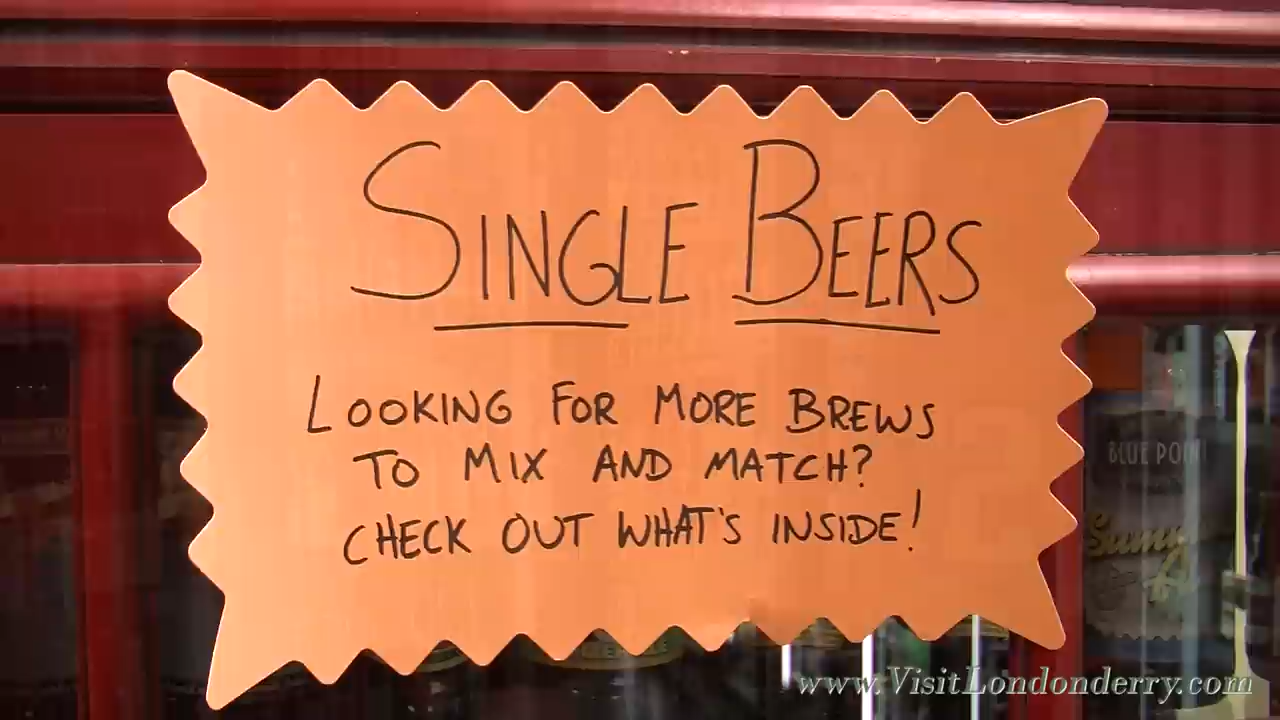 SINGLE BEERS
LOOKING FOR MORE BREWS
TO MIX AND MATCH?
CHECK OUT WHAT'S INSIDE!
BLUE POINT
www.VisitLondonderry.com